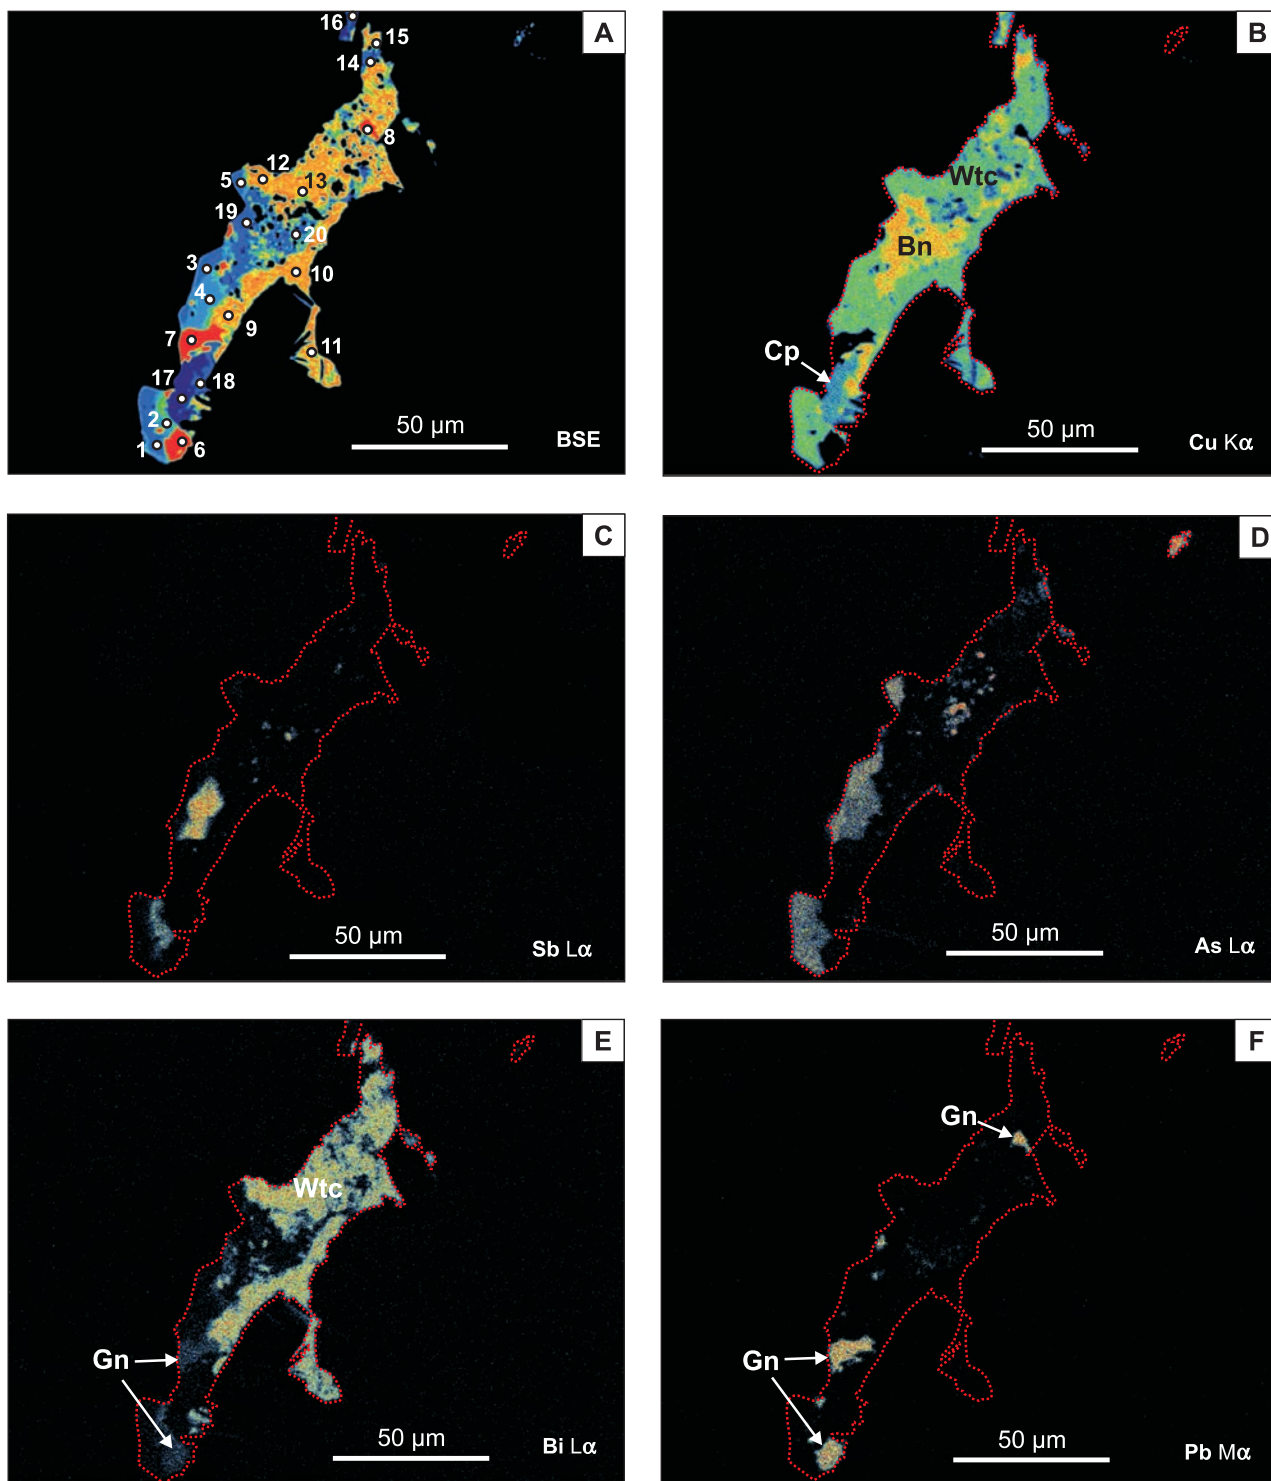 A
16
15
14
8
12
5
13
19
20
3
10
4
9
7
11
17
18
2
1
6
50 µm
BSE
B
Wtc
Bn
Cp
50 µm
Cu Kα
C
50 µm
Sb Lα
D
50 µm
As Lα
E
Wtc
Gn
50 µm
Bi Lα
F
Gn
Gn
50 µm
Pb Mα